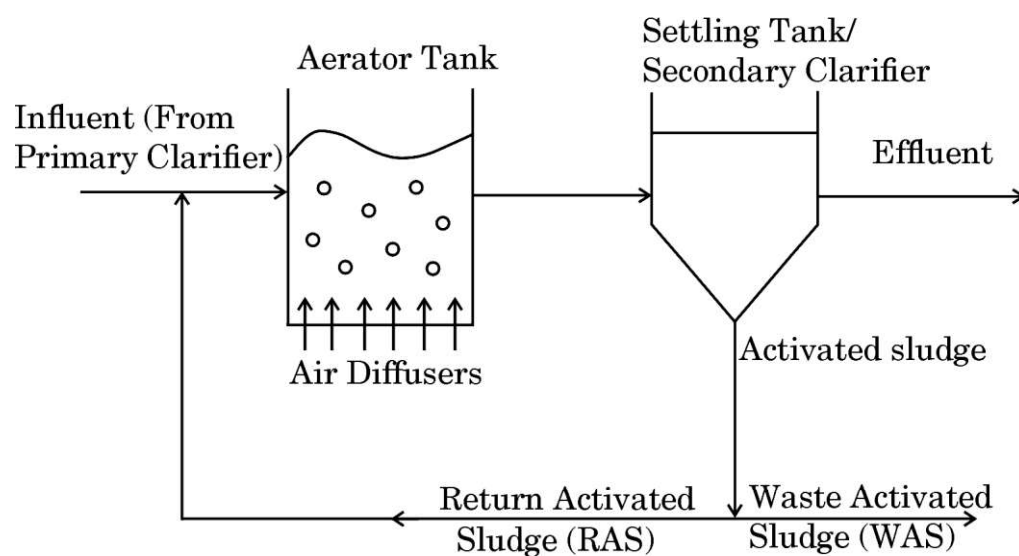 Aerator Tank
Settling Tank/
Secondary Clarifier
Influent (From
Primary Clarifier)
Effluent
Air Diffusers
Activated sludge
Return Activated
Sludge (RAS)
Waste Activated
Sludge (WAS)